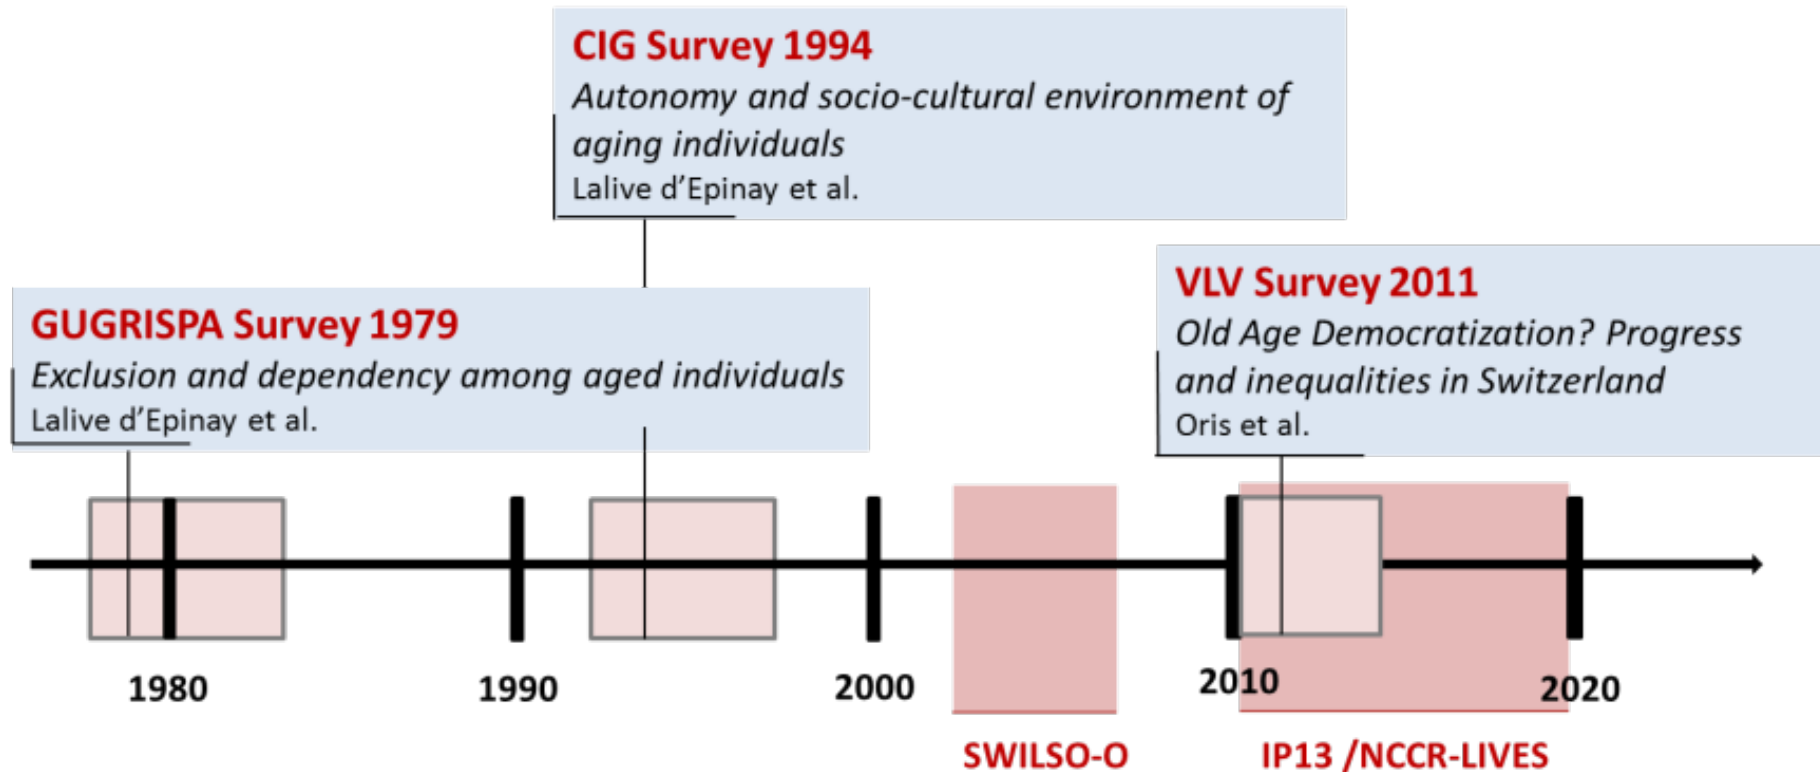 CIG Survey 1994
Autonomy and socio-cultural environment of
aging individuals
Lalive d’Epinay et al.
GUGRISPA Survey 1979
Exclusion and dependency among aged individuals
Lalive d’Epinay et al.
VLV Survey 2011
Old Age Democratization? Progress
and inequalities in Switzerland
Oris et al.
1980
1990
2000
2010
2020
SWILSO-O
IP13 /NCCR-LIVES